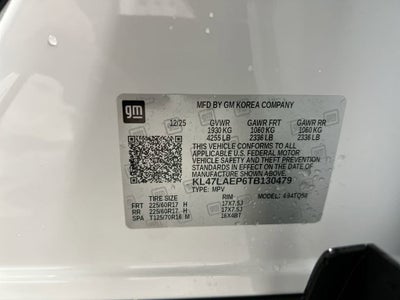 gm
MFD BY GM KOREA COMPANY
12/25 GVWR GAWR FRT GAWR RR
1930 KG 1060 KG 1060 KG
4255 LB 2336 LB 2336 LB
THIS VEHICLE CONFORMS TO ALL
APPLICABLE U.S. FEDERAL MOTOR
VEHICLE SAFETY, BUMPER, AND THEFT
PREVENTION STANDARDS IN EFFECT ON THE DATE OF
MANUFACTURE SHOWN ABOVE.
KL47LAEP6TB130479
TYPE: MPV
TIRE SIZE RIM MODEL:
FRT 225/60R17 H 17X7.5J
RR 225/60R17 H 17X7.5J
SPA T125/70R16 M 16X4BT